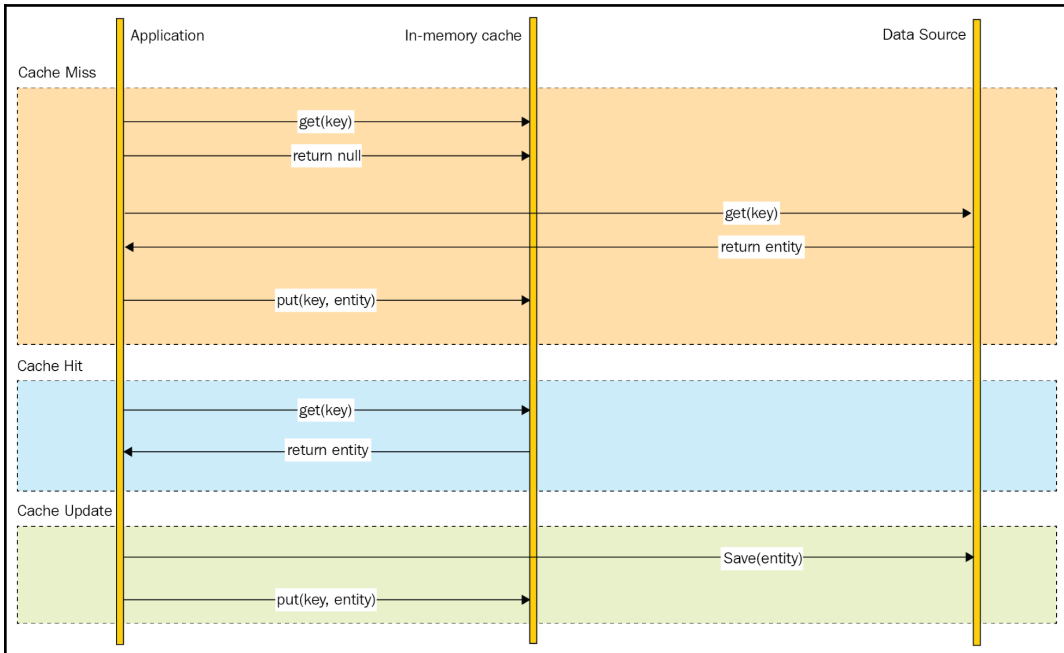 Application
In-memory cache
Data Source
Cache Miss
get(key)
return null
get(key)
return entity
put(key, entity)
Cache Hit
get(key)
return entity
Cache Update
Save(entity)
put(key, entity)